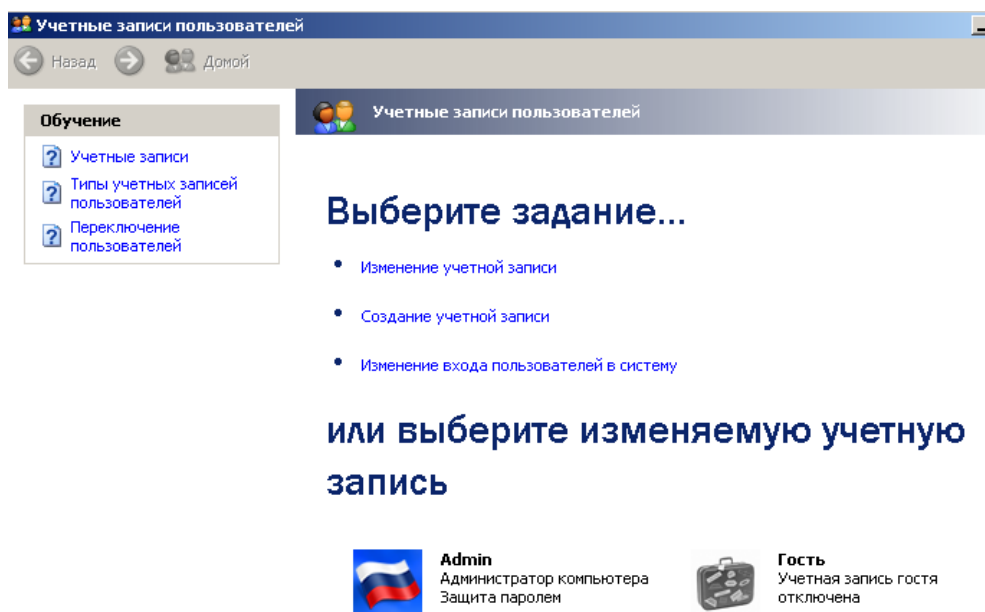 Учетные записи пользователей
Назад
Домой
Обучение
Учетные записи
Типы учетных записей
пользователей
Переключение
пользователей
Учетные записи пользователей
Выберите задание...
Изменение учетной записи
Создание учетной записи
Изменение входа пользователей в систему
или выберите изменяемую учетную
запись
Admin
Администратор компьютера
Защита паролем
Гость
Учетная запись гостя
отключена